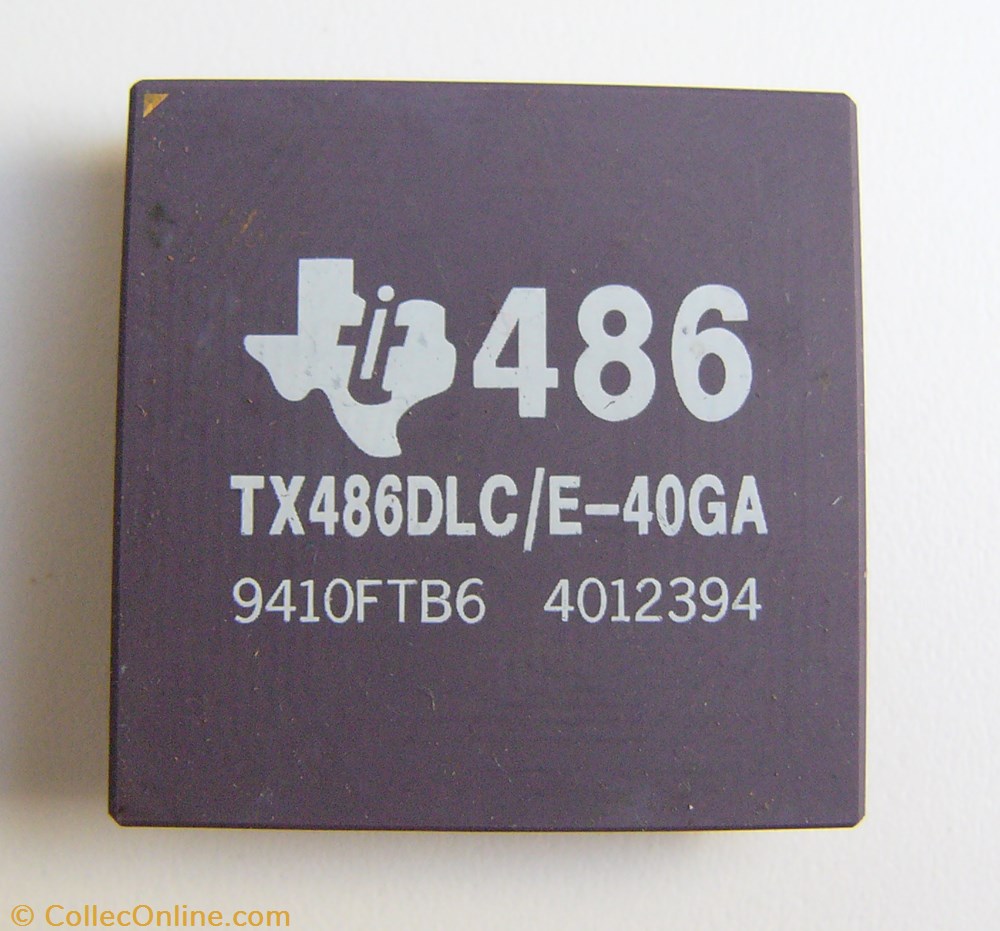 ti 486
TX486DLC/E-40GA
9410FTB6 4012394
© CollecOnline.com